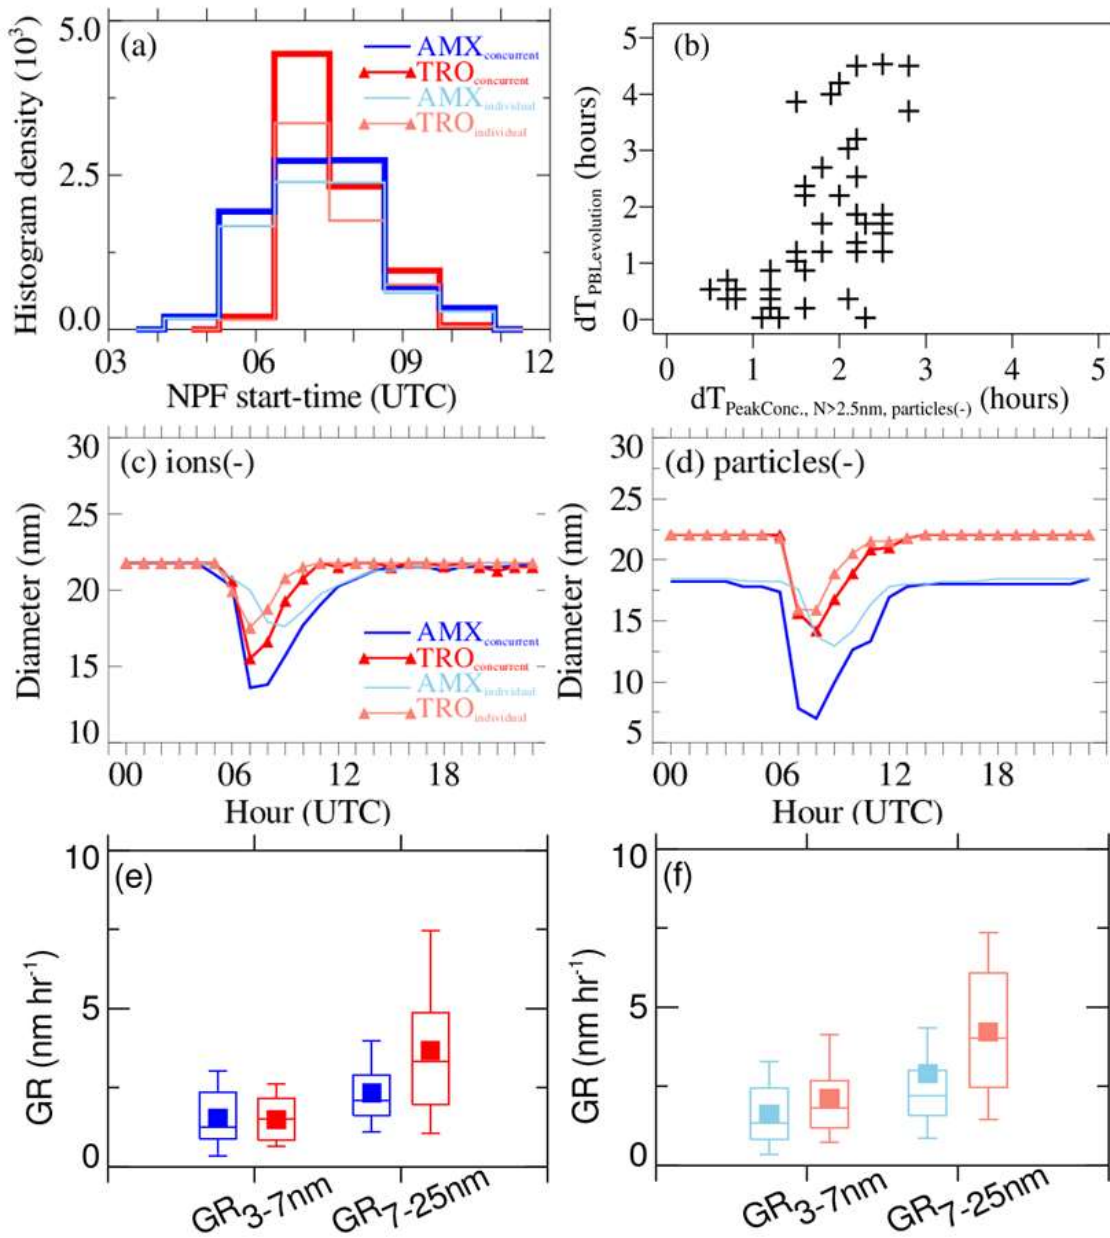 (a)
5.0
2.5
0.0
Histogram density (10³)
AMXconcurrent
TROconcurrent
AMXindividual
TROindividual
03 06 09 12
NPF start-time (UTC)
(b)
5
4
3
2
1
0
dTPBLevolution (hours)
0 1 2 3 4 5
dTPeakConc., N>2.5nm, particles(-) (hours)
(c) ions(-)
30
25
20
15
10
Diameter (nm)
AMXconcurrent
TROconcurrent
AMXindividual
TROindividual
00 06 12 18
Hour (UTC)
(d) particles(-)
30
25
20
15
10
5
Diameter (nm)
00 06 12 18
Hour (UTC)
(e)
10
5
0
GR (nm hr⁻¹)
GR3-7nm GR7-25nm
(f)
10
5
0
GR (nm hr⁻¹)
GR3-7nm GR7-25nm